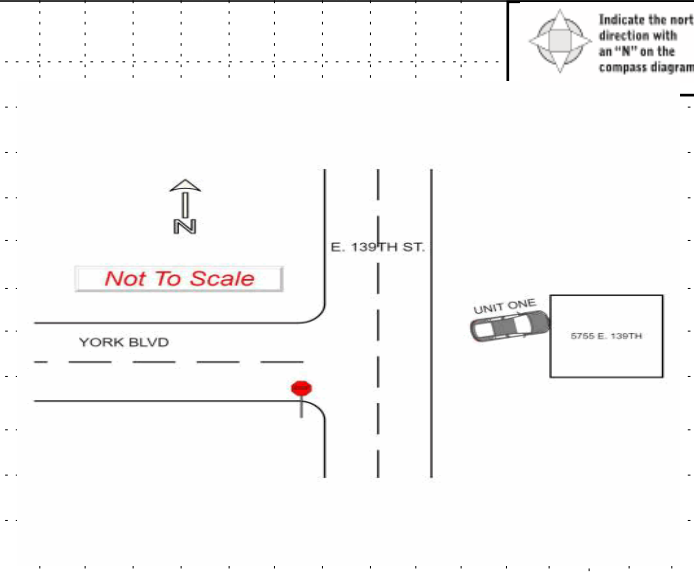 Indicate the nort
direction with
an "N" on the
compass diagram
N
E. 139TH ST.
Not To Scale
UNIT ONE
YORK BLVD
5755 E. 139TH